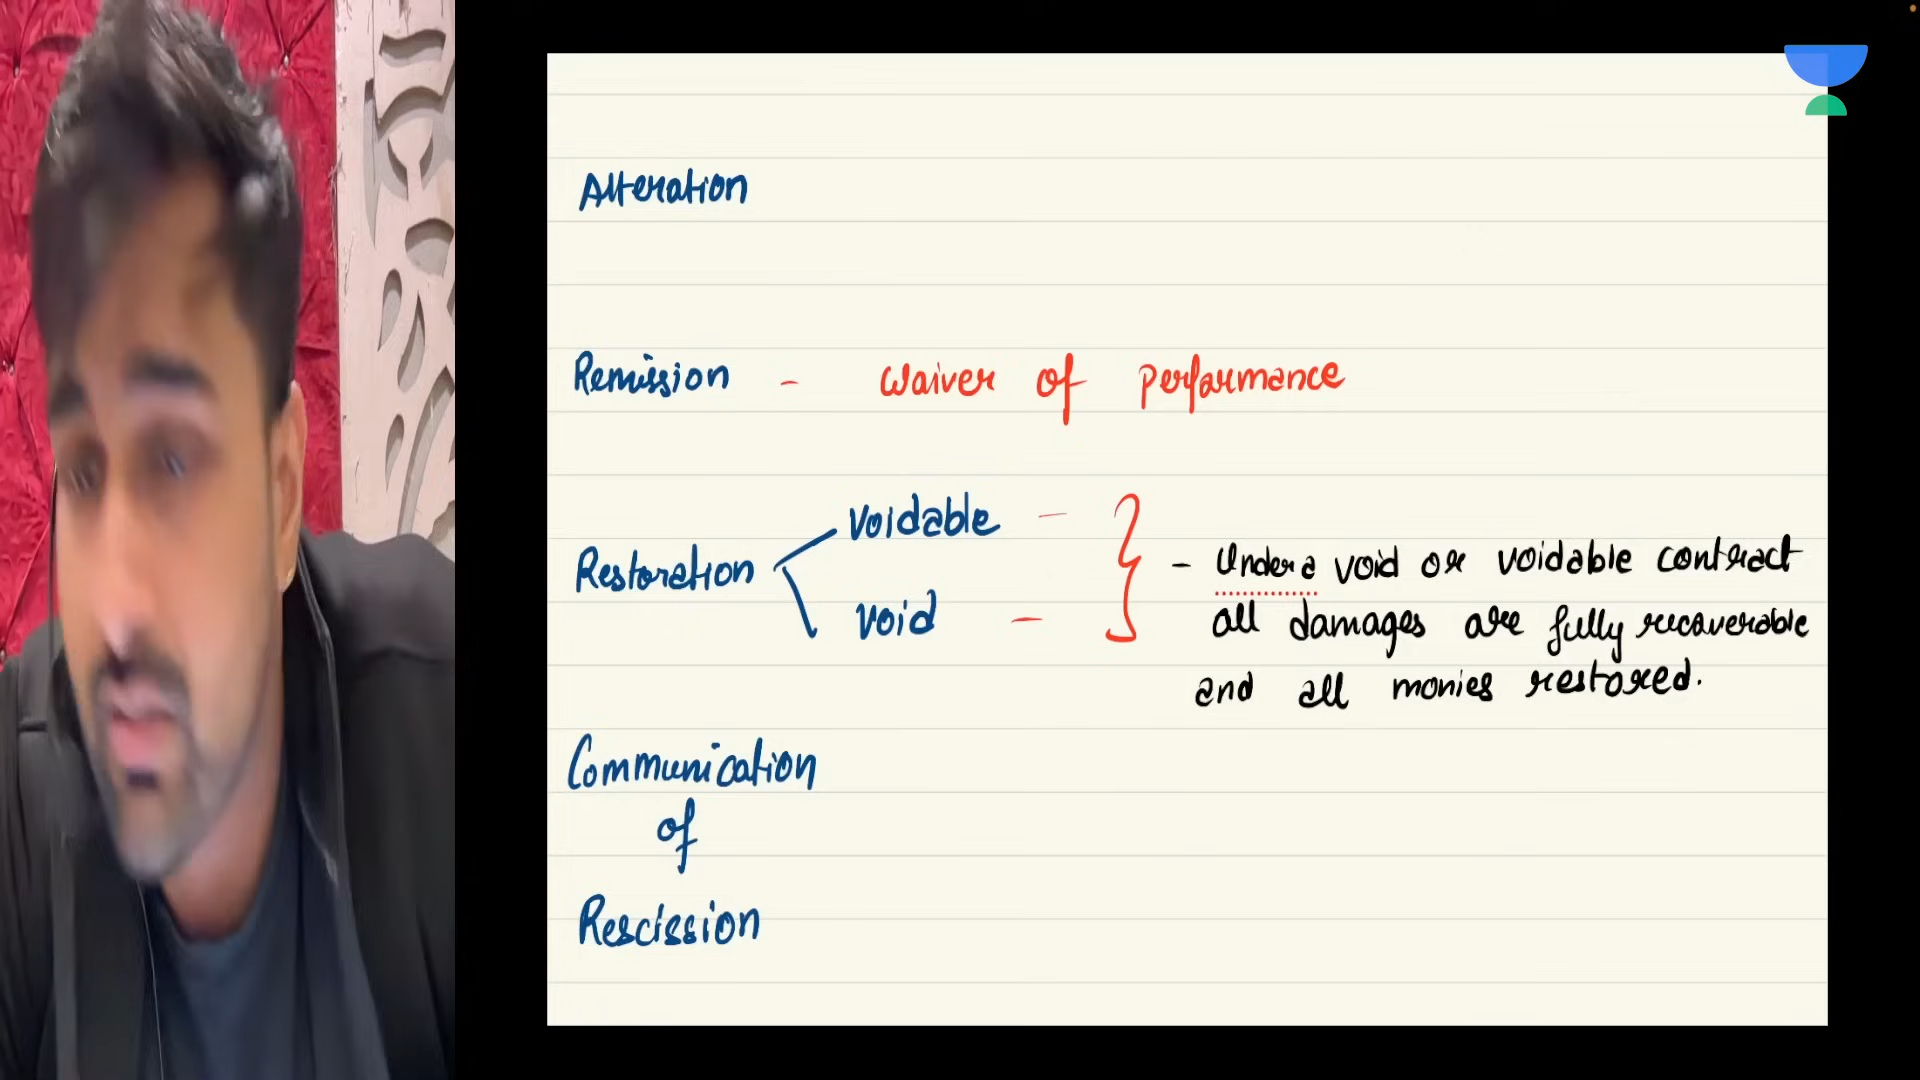 Alteration
Remission - waiver of performance
voidable -
Restoration
void -
- Under a void or voidable contract
all damages are fully recoverable
and all monies restored.
Communication
of
Rescission